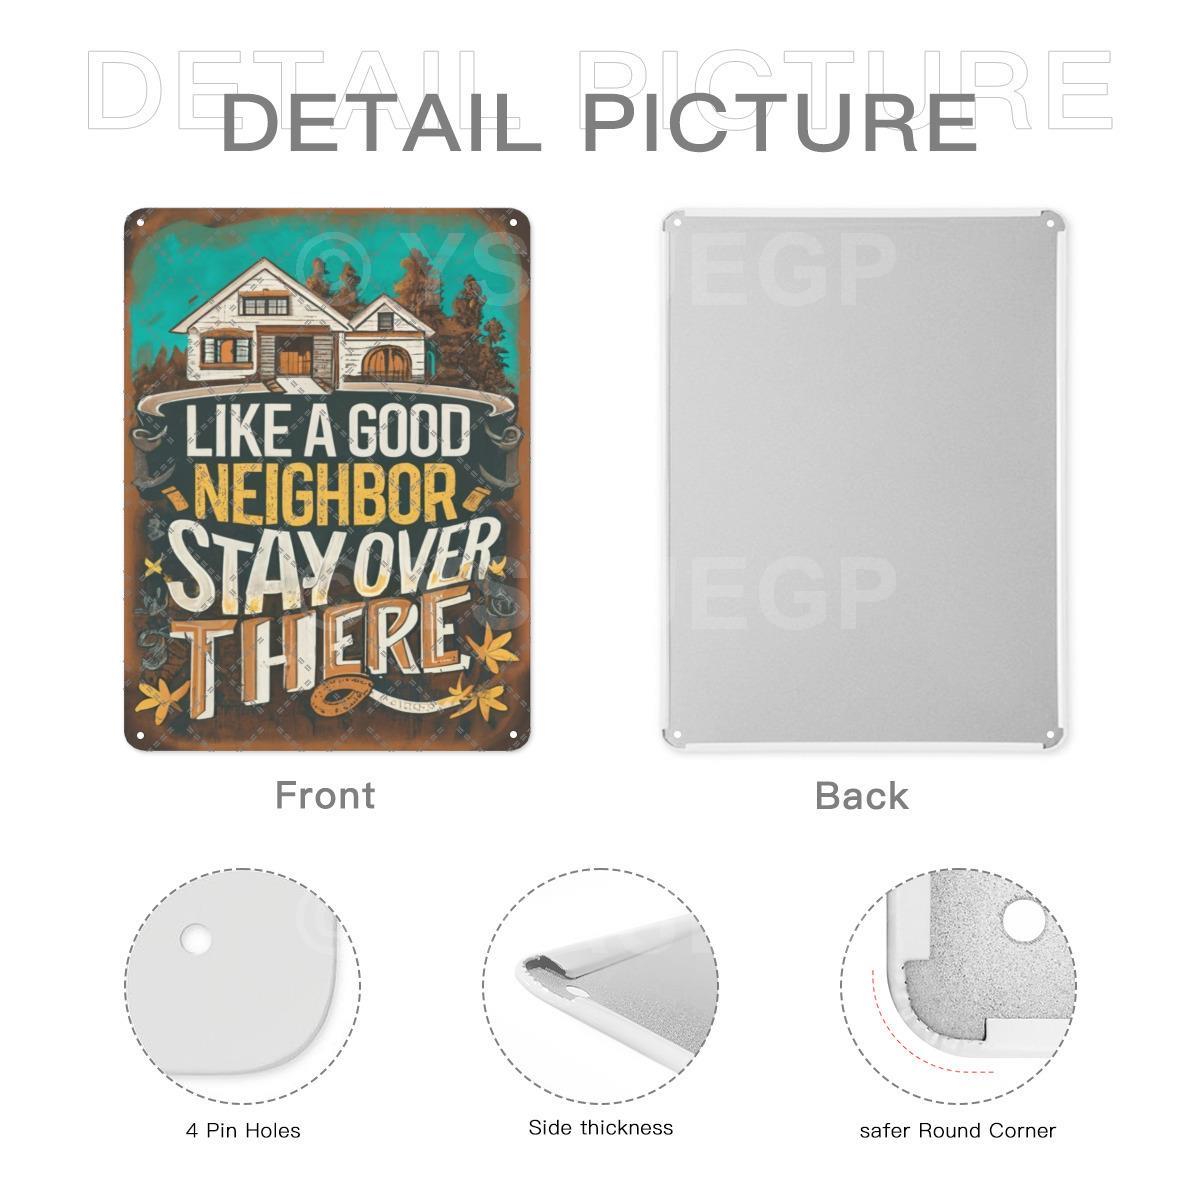 DETAIL PICTURE
DETAIL PICTURE
LIKE A GOOD
NEIGHBOR
STAY OVER
THERE
Front
Back
4 Pin Holes
Side thickness
safer Round Corner